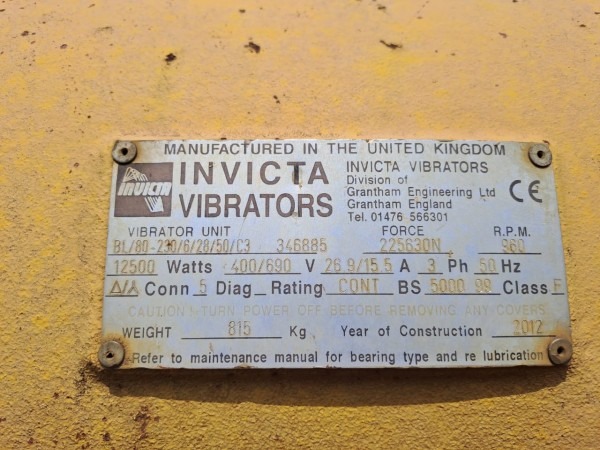 MANUFACTURED IN THE UNITED KINGDOM
INVICTA
INVICTA VIBRATORS
INVICTA VIBRATORS
Division of
Grantham Engineering Ltd
Grantham England
Tel. 01476 566301
CE
VIBRATOR UNIT FORCE R.P.M.
BL/80-230/6/28/50/C3 346885 225630N 960
12500 Watts 400/690 V 26.9/15.5 A 3 Ph 50 Hz
Δ/⅄ Conn 5 Diag. Rating CONT BS 5000 99 Class F
CAUTION:-TURN POWER OFF BEFORE REMOVING ANY COVERS
WEIGHT 815 Kg Year of Construction 2012
Refer to maintenance manual for bearing type and re lubrication